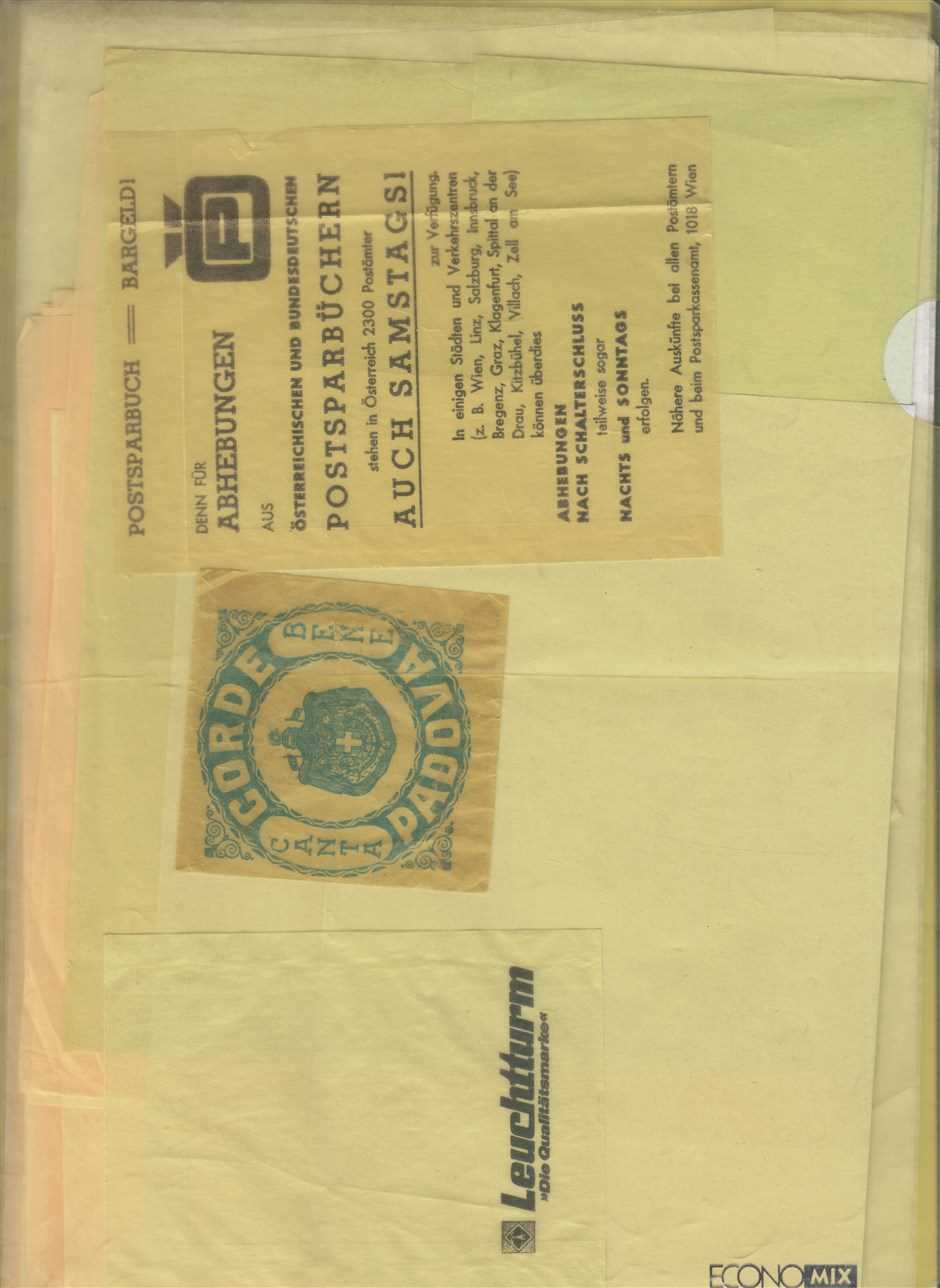 POSTSPARBUCH = BARGELD!
DENN FÜR
ABHEBUNGEN
AUS
ÖSTERREICHISCHEN UND BUNDESDEUTSCHEN
POSTSPARBÜCHERN
stehen in Österreich 2300 Postämter
AUCH SAMSTAGS!
zur Verfügung.
In einigen Städten und Verkehrszentren
(z. B. Wien, Linz, Salzburg, Innsbruck,
Bregenz, Graz, Klagenfurt, Spittal an der
Drau, Kitzbühel, Villach, Zell am See)
können überdies
ABHEBUNGEN
NACH SCHALTERSCHLUSS
teilweise sogar
NACHTS und SONNTAGS
erfolgen.
Nähere Auskünfte bei allen Postämtern
und beim Postsparkassenamt, 1018 Wien
P
CORDE
CANTA
BENE
PADOVA
Leuchtturm
»Die Qualitätsmarke«
ECONOMIX